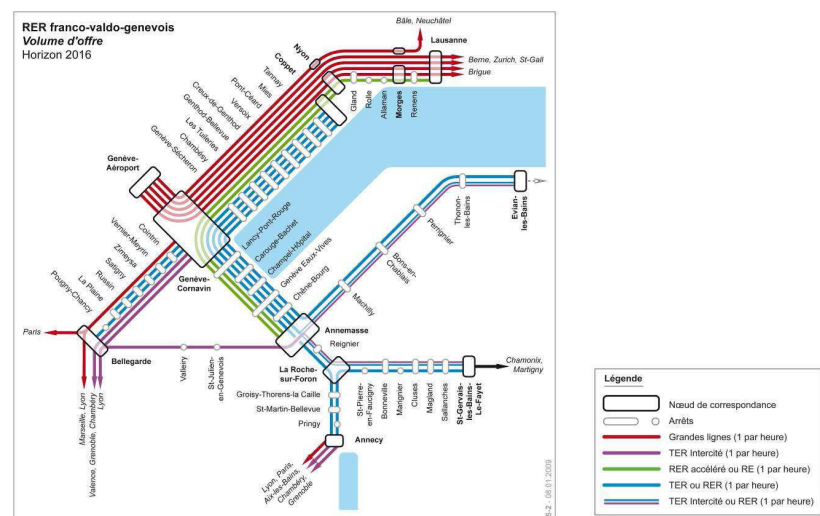 RER franco-valdo-genevois
Volume d'offre
Horizon 2016
Bâle, Neuchâtel
Lausanne
Berne, Zurich, St-Gall
Brigue
Nyon
Coppet
Tannay
Mies
Pont-Céard
Versoix
Creux-de-Genthod
Genthod-Bellevue
Les Tuileries
Chambésy
Genève-Sécheron
Gland
Rolle
Allaman
Morges
Renens
Genève-
Aéroport
Genève-
Cornavin
Lancy-Pont-Rouge
Carouge-Bachet
Champel-Hôpital
Genève Eaux-Vives
Chêne-Bourg
Cointrin
Vernier-Meyrin
Zimeysa
Satigny
Russin
La Plaine
Pougny-Chancy
Paris
Bellegarde
Marseille, Lyon
Valence, Grenoble, Chambéry
Lyon
Valleiry
St-Julien-
en-Genevois
Annemasse
Machilly
Bons-en-
Chablais
Perrignier
Thonon-
les-Bains
Evian-
les-Bains
Reignier
La Roche-
sur-Foron
Groisy-Thorens-la Caille
St-Martin-Bellevue
Pringy
Annecy
Lyon, Paris,
Aix-les-Bains,
Chambéry,
Grenoble
St-Pierre-
en-Faucigny
Bonneville
Marignier
Cluses
Magland
Sallanches
St-Gervais-
les-Bains-
Le-Fayet
Chamonix,
Martigny
5-2 - 08.01.2009
Légende
Nœud de correspondance
Arrêts
Grandes lignes (1 par heure)
TER Intercité (1 par heure)
RER accéléré ou RE (1 par heure)
TER ou RER (1 par heure)
TER Intercité ou RER (1 par heure)